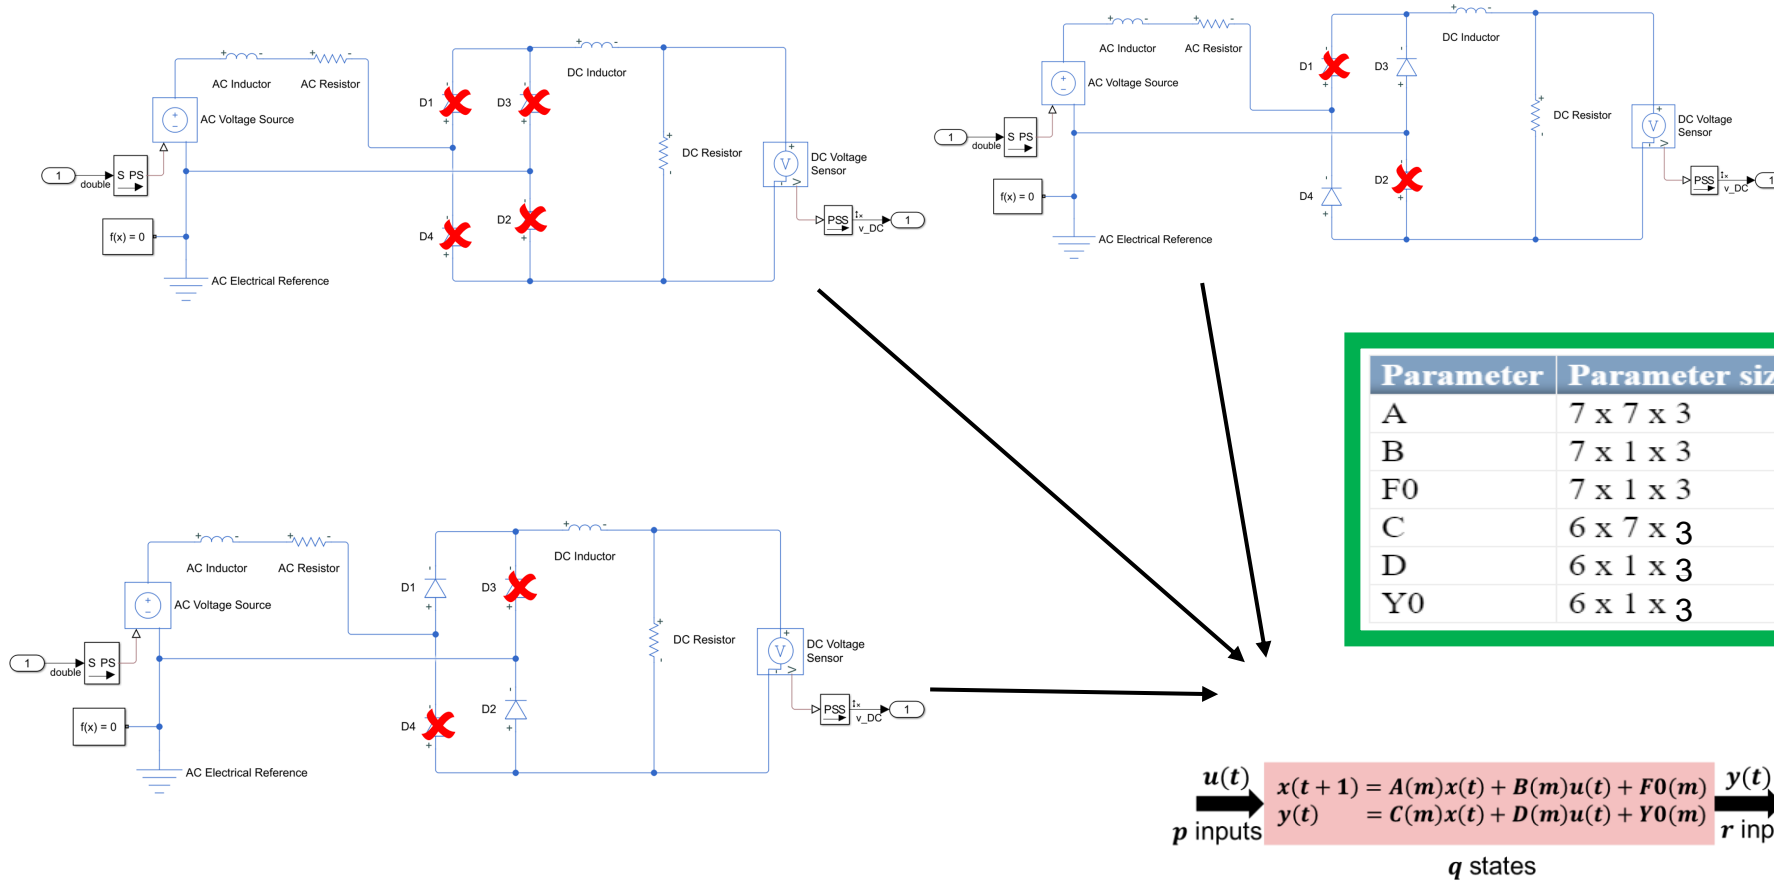 AC Inductor
AC Resistor
AC Voltage Source
1
double
S PS
f(x) = 0
AC Electrical Reference
D1
D3
D4
D2
DC Inductor
DC Resistor
V
DC Voltage
Sensor
PSS
v_DC
1
AC Inductor
AC Resistor
AC Voltage Source
1
double
S PS
f(x) = 0
AC Electrical Reference
D1
D3
D4
D2
DC Inductor
DC Resistor
V
DC Voltage
Sensor
PSS
v_DC
1
AC Inductor
AC Resistor
AC Voltage Source
1
double
S PS
f(x) = 0
AC Electrical Reference
D1
D3
D4
D2
DC Inductor
DC Resistor
V
DC Voltage
Sensor
PSS
v_DC
1
Parameter Parameter siz
A 7 x 7 x 3
B 7 x 1 x 3
F0 7 x 1 x 3
C 6 x 7 x 3
D 6 x 1 x 3
Y0 6 x 1 x 3
u(t)
p inputs
x(t + 1) = A(m)x(t) + B(m)u(t) + F0(m)
y(t) = C(m)x(t) + D(m)u(t) + Y0(m)
y(t)
r inp
q states